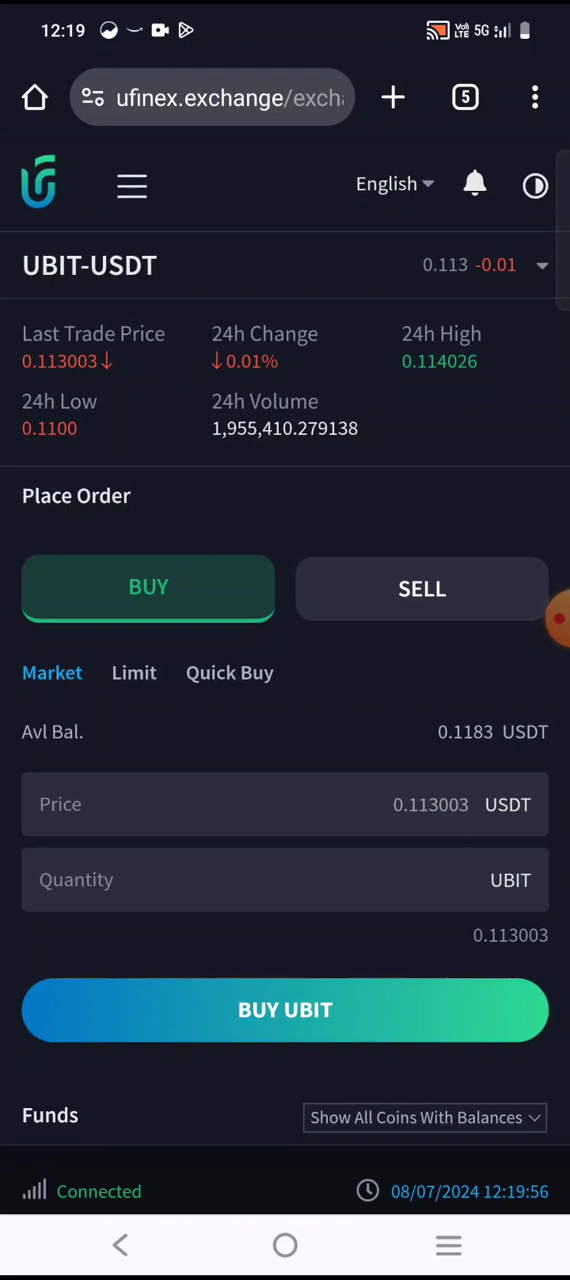 12:19 VoD LTE 5G
ufinex.exchange/exch 5
English
UBIT-USDT 0.113 -0.01
Last Trade Price 24h Change 24h High
0.113003↓ ↓0.01% 0.114026
24h Low 24h Volume
0.1100 1,955,410.279138
Place Order
BUY SELL
Market Limit Quick Buy
Avl Bal. 0.1183 USDT
Price 0.113003 USDT
Quantity UBIT
0.113003
BUY UBIT
Funds Show All Coins With Balances
Connected 08/07/2024 12:19:56